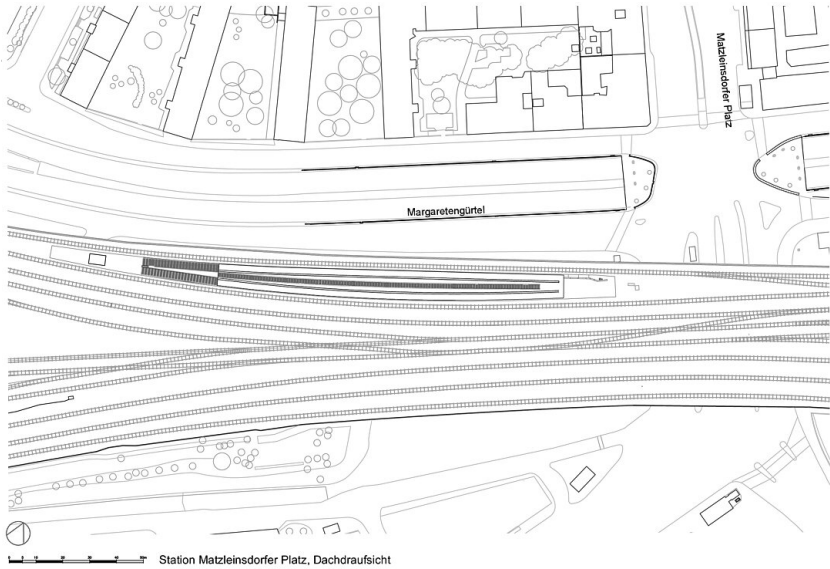 Matzleinsdorfer Platz
Margaretengürtel
Station Matzleinsdorfer Platz, Dachdraufsicht